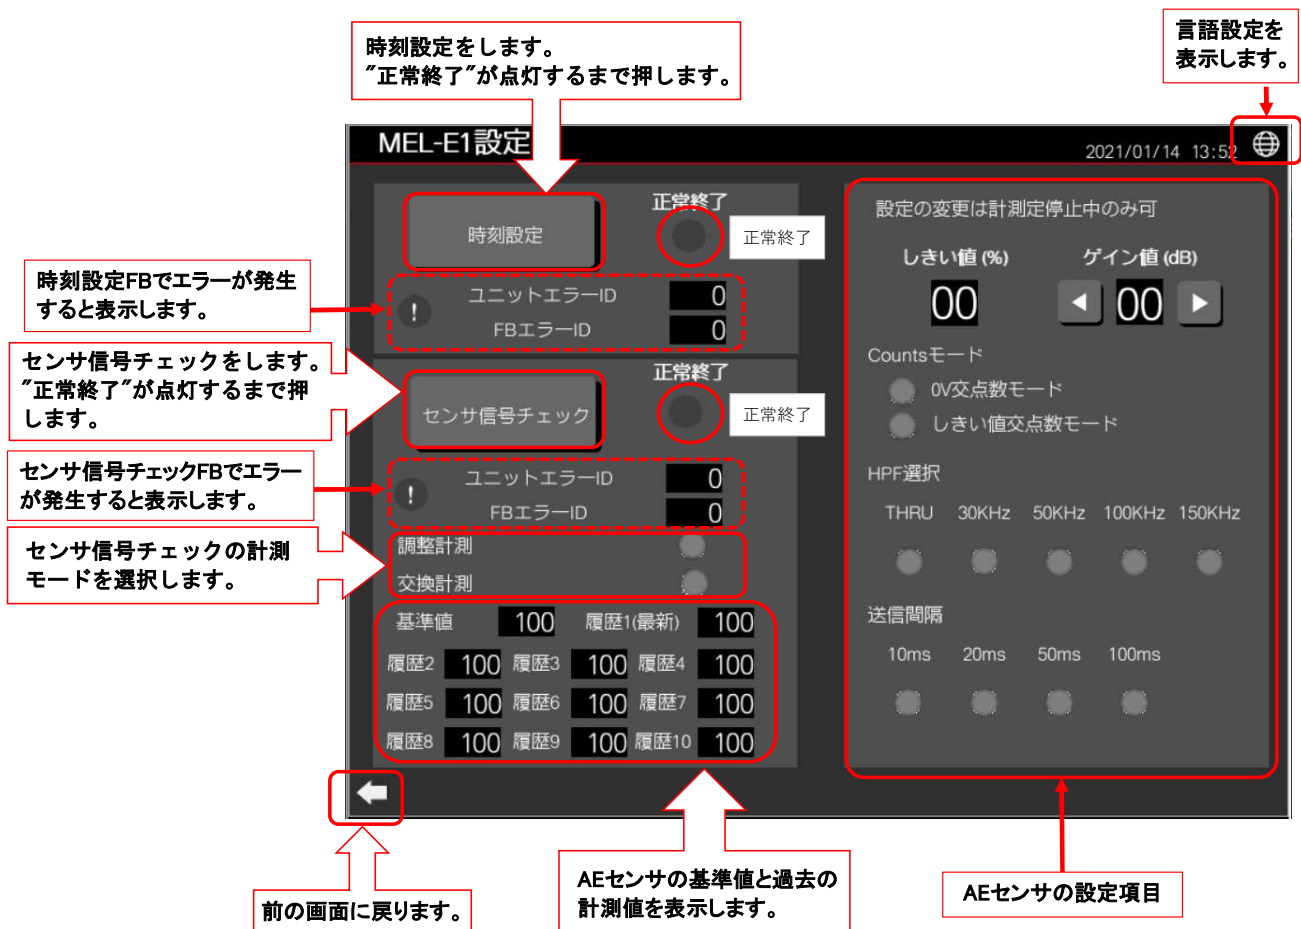 言語設定を
表示します。
時刻設定をします。
"正常終了"が点灯するまで押します。
MEL-E1設定
2021/01/14 13:52
時刻設定
正常終了
正常終了
時刻設定FBでエラーが発生
すると表示します。
!
ユニットエラーID 0
FBエラーID 0
センサ信号チェックをします。
"正常終了"が点灯するまで押
します。
センサ信号チェック
正常終了
正常終了
センサ信号チェックFBでエラー
が発生すると表示します。
!
ユニットエラーID 0
FBエラーID 0
センサ信号チェックの計測
モードを選択します。
調整計測
交換計測
基準値 100 履歴1(最新) 100
履歴2 100 履歴3 100 履歴4 100
履歴5 100 履歴6 100 履歴7 100
履歴8 100 履歴9 100 履歴10 100
設定の変更は計測定停止中のみ可
しきい値 (%) ゲイン値 (dB)
00 00
Countsモード
0V交点数モード
しきい値交点数モード
HPF選択
THRU 30KHz 50KHz 100KHz 150KHz
送信間隔
10ms 20ms 50ms 100ms
前の画面に戻ります。
AEセンサの基準値と過去の
計測値を表示します。
AEセンサの設定項目